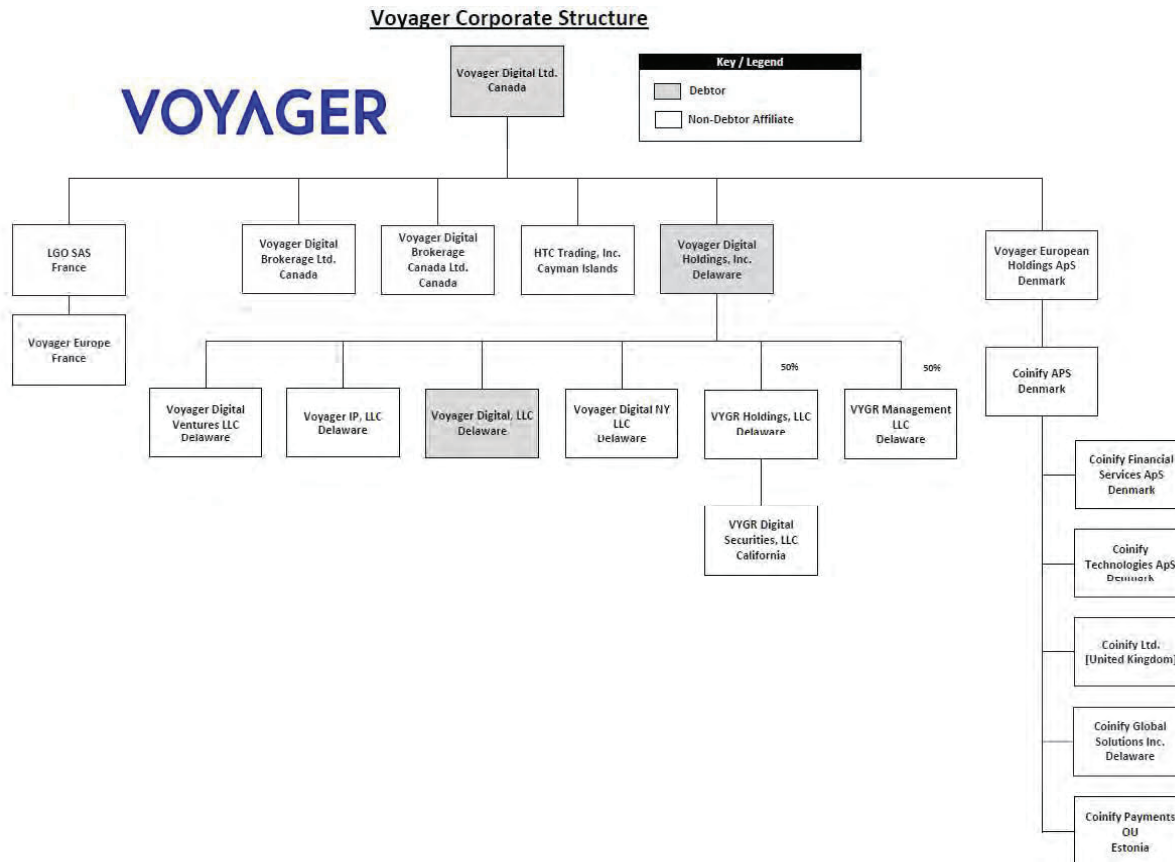 Voyager Corporate Structure
VOYAGER
Voyager Digital Ltd.
Canada
Key / Legend
Debtor
Non-Debtor Affiliate
LGO SAS
France
Voyager Digital
Brokerage Ltd.
Canada
Voyager Digital
Brokerage
Canada Ltd.
Canada
HTC Trading, Inc.
Cayman Islands
Voyager Digital
Holdings, Inc.
Delaware
Voyager European
Holdings ApS
Denmark
Voyager Europe
France
Coinify APS
Denmark
50%
50%
Voyager Digital
Ventures LLC
Delaware
Voyager IP, LLC
Delaware
Voyager Digital, LLC
Delaware
Voyager Digital NY
LLC
Delaware
VYGR Holdings, LLC
Delaware
VYGR Management
LLC
Delaware
VYGR Digital
Securities, LLC
California
Coinify Financial
Services ApS
Denmark
Coinify
Technologies ApS
Denmark
Coinify Ltd.
[United Kingdom]
Coinify Global
Solutions Inc.
Delaware
Coinify Payments
OU
Estonia